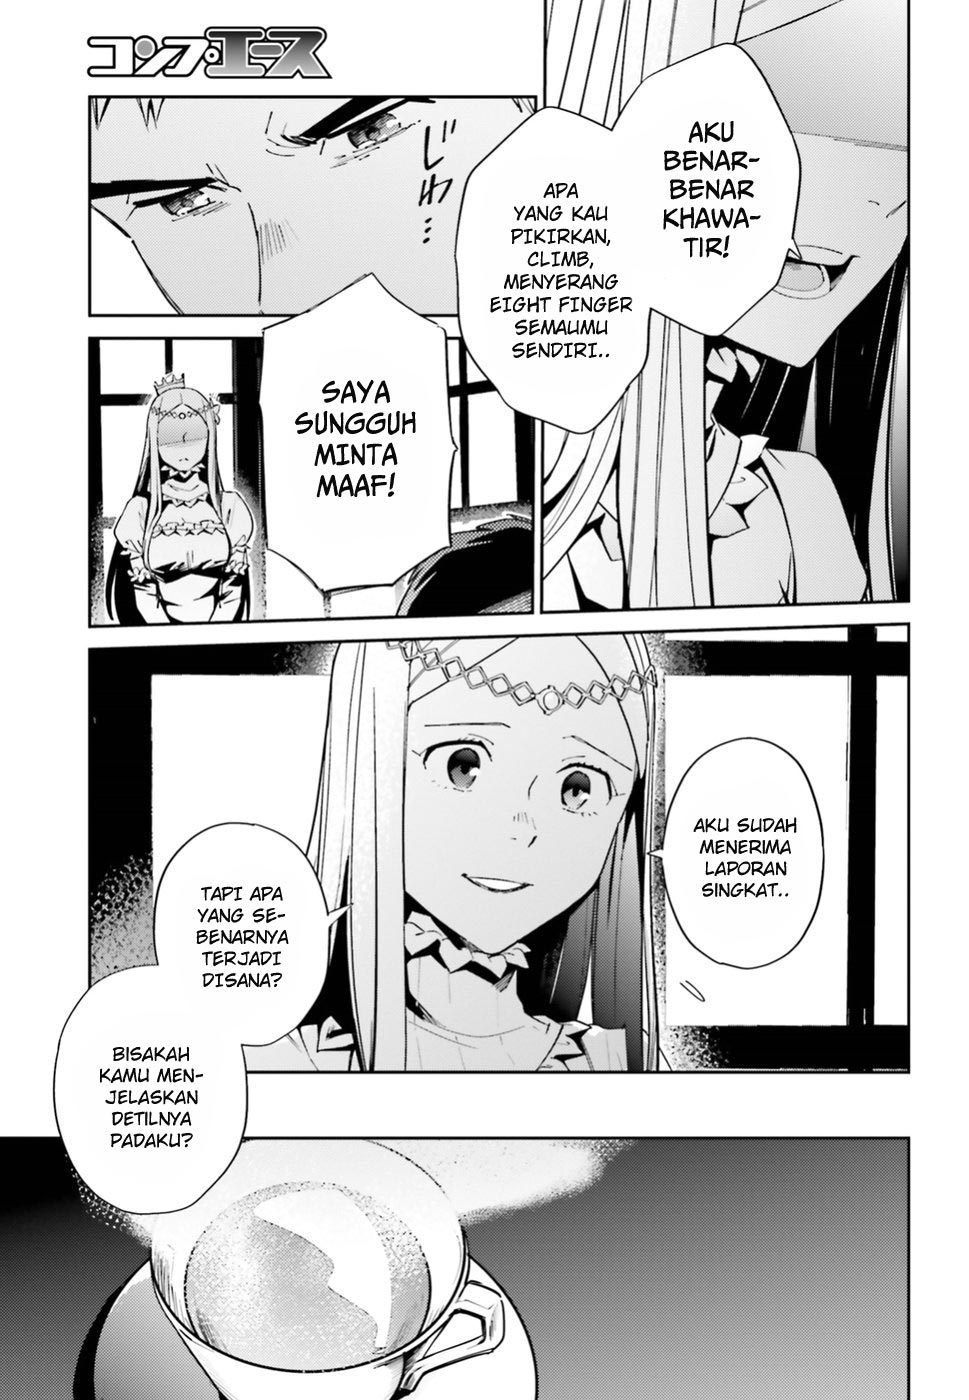 コンプ・エース
AKU
BENAR-
BENAR
KHAWA-
TIR!
APA
YANG KAU
PIKIRKAN,
CLIMB,
MENYERANG
EIGHT FINGER
SEMAUMU
SENDIRI..
じわ…
SAYA
SUNGGUH
MINTA
MAAF!
AKU SUDAH
MENERIMA
LAPORAN
SINGKAT..
TAPI APA
YANG SE-
BENARNYA
TERJADI
DISANA?
BISAKAH
KAMU MEN-
JELASKAN
DETILNYA
PADAKU?